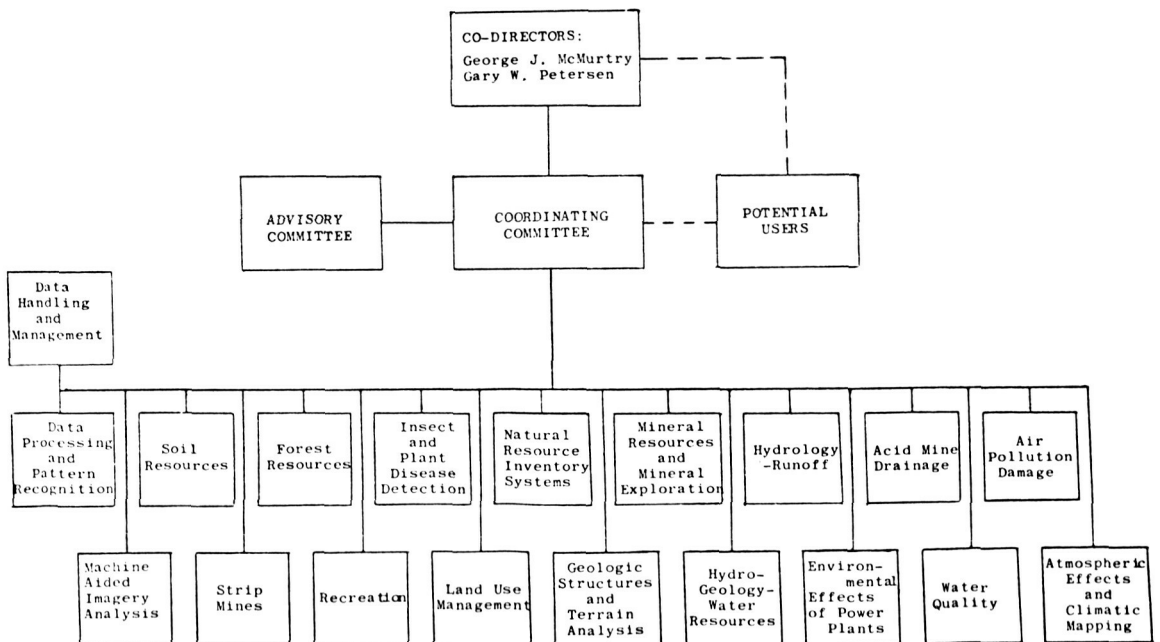 CO-DIRECTORS:
George J. McMurtry
Gary W. Petersen
ADVISORY
COMMITTEE
COORDINATING
COMMITTEE
POTENTIAL
USERS
Data
Handling
and
Management
Data
Processing
and
Pattern
Recognition
Soil
Resources
Forest
Resources
Insect
and
Plant
Disease
Detection
Natural
Resource
Inventory
Systems
Mineral
Resources
and
Mineral
Exploration
Hydrology
-Runoff
Acid Mine
Drainage
Air
Pollution
Damage
Machine
Aided
Imagery
Analysis
Strip
Mines
Recreation
Land Use
Management
Geologic
Structures
and
Terrain
Analysis
Hydro-
Geology-
Water
Resources
Environ-
mental
Effects
of Power
Plants
Water
Quality
Atmospheric
Effects
and
Climatic
Mapping